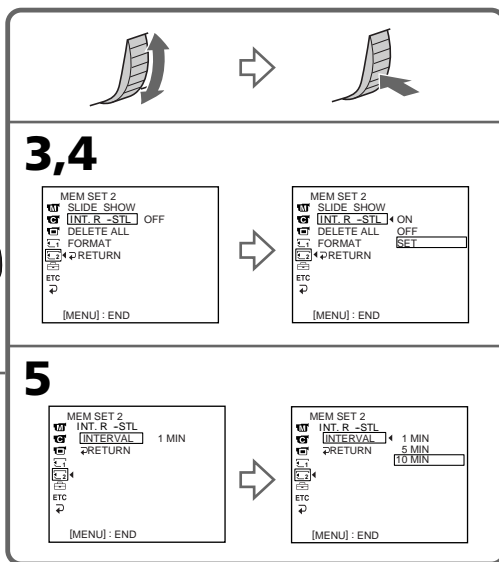 3,4
MEM SET 2
SLIDE SHOW
INT. R -STL OFF
DELETE ALL
FORMAT
RETURN
ETC
[MENU] : END
MEM SET 2
SLIDE SHOW
INT. R -STL ON
DELETE ALL OFF
FORMAT SET
RETURN
ETC
[MENU] : END
5
MEM SET 2
INT. R -STL
INTERVAL 1 MIN
RETURN
ETC
[MENU] : END
MEM SET 2
INT. R -STL
INTERVAL 1 MIN
RETURN 5 MIN
10 MIN
ETC
[MENU] : END